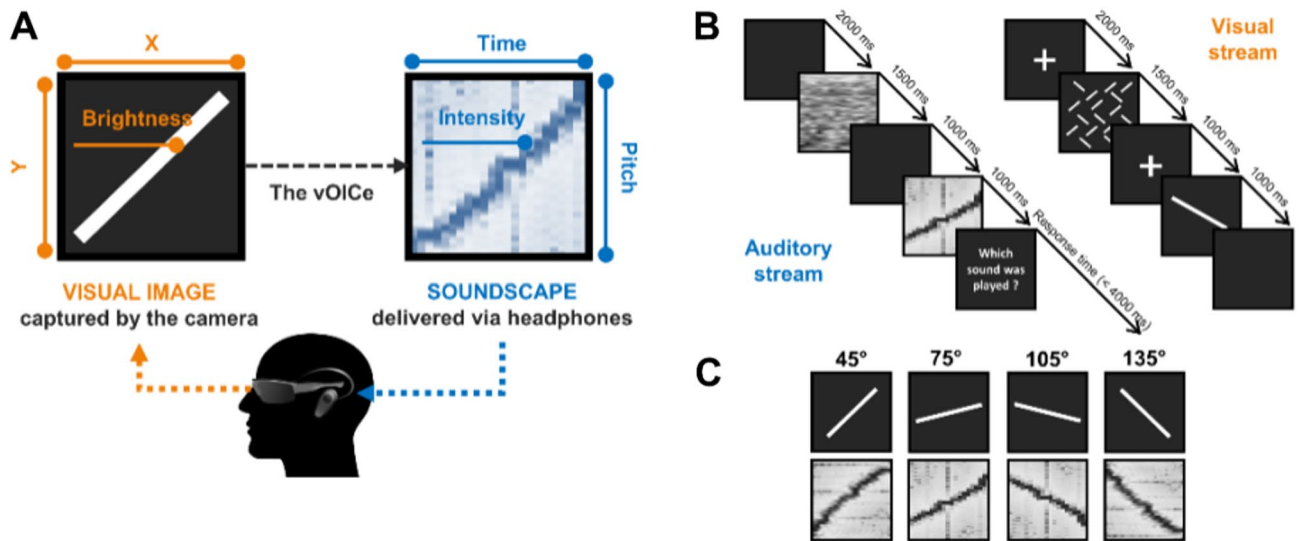 A
X
Y
Brightness
The vOICe
Time
Intensity
Pitch
VISUAL IMAGE
captured by the camera
SOUNDSCAPE
delivered via headphones
B
2000 ms
1500 ms
1000 ms
1000 ms
Response time (< 4000 ms)
Which
sound was
played ?
Auditory
stream
2000 ms
1500 ms
1000 ms
1000 ms
Visual
stream
C
45°
75°
105°
135°